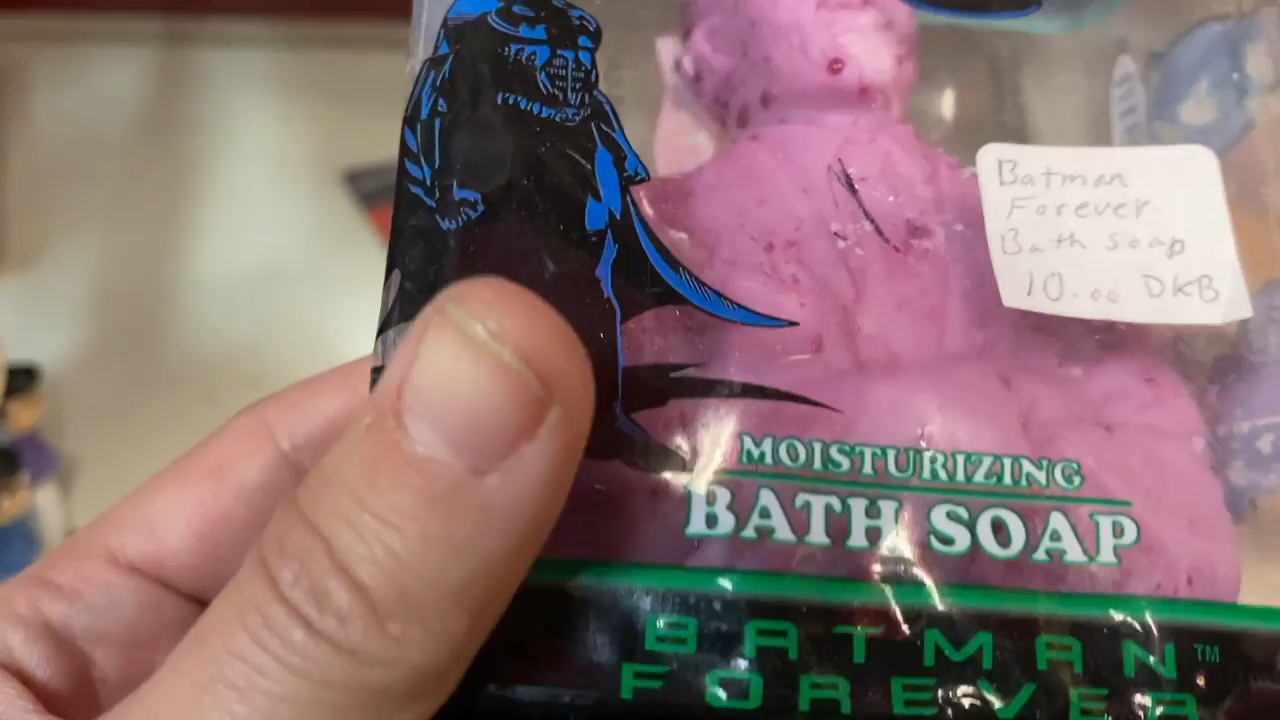 Batman
Forever
Bath soap
10.00 DKB
MOISTURIZING
BATH SOAP
BATMAN™
FOREVER